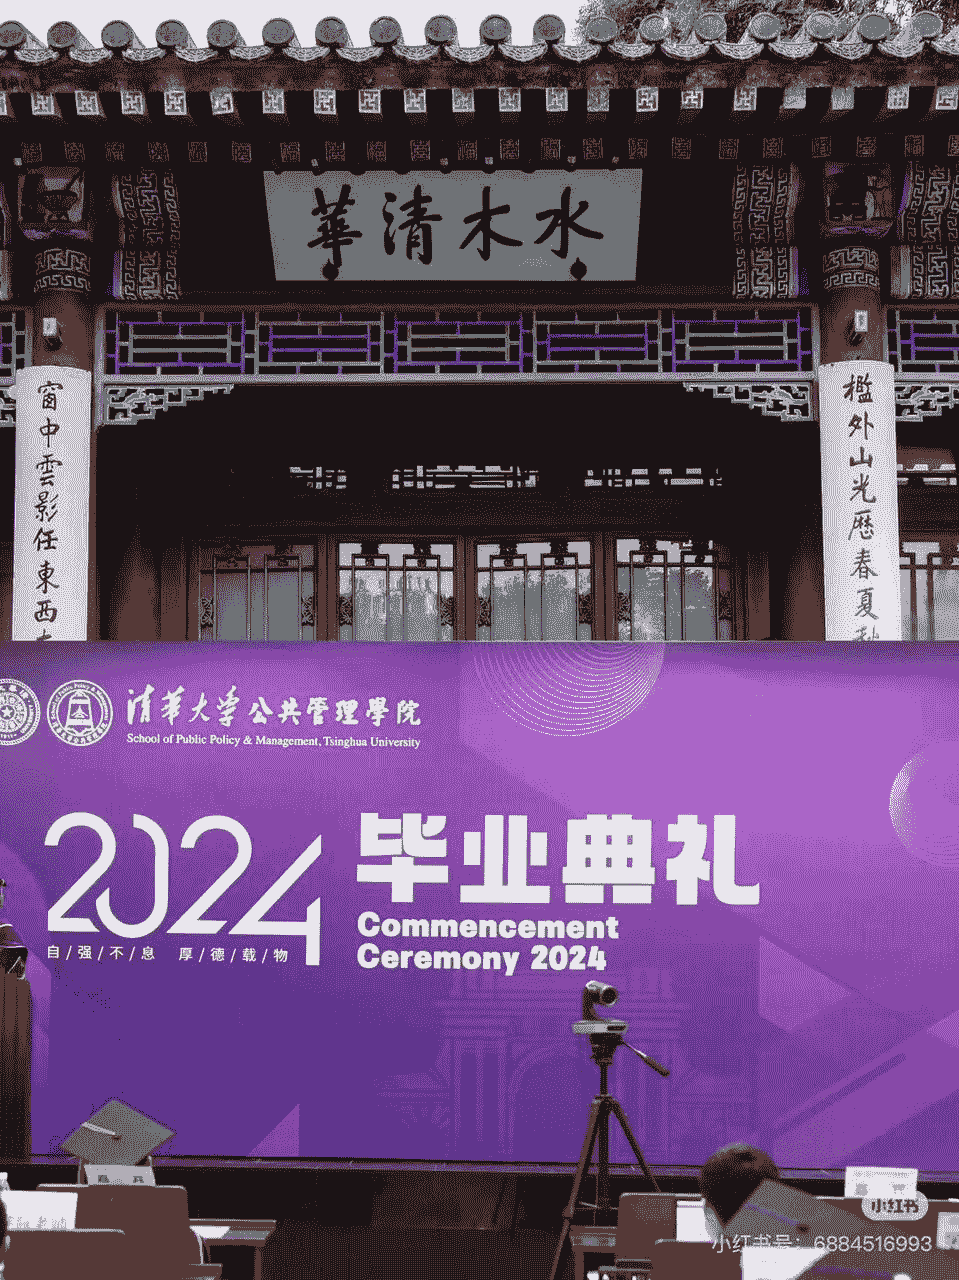 華清木水
窗中雲影任東西
檻外山光歷春夏
清华大学公共管理學院
School of Public Policy & Management, Tsinghua University
2024
毕业典礼
Commencement
Ceremony 2024
自/强/不/息 厚/德/载/物
小红书
小红书号：6884516993